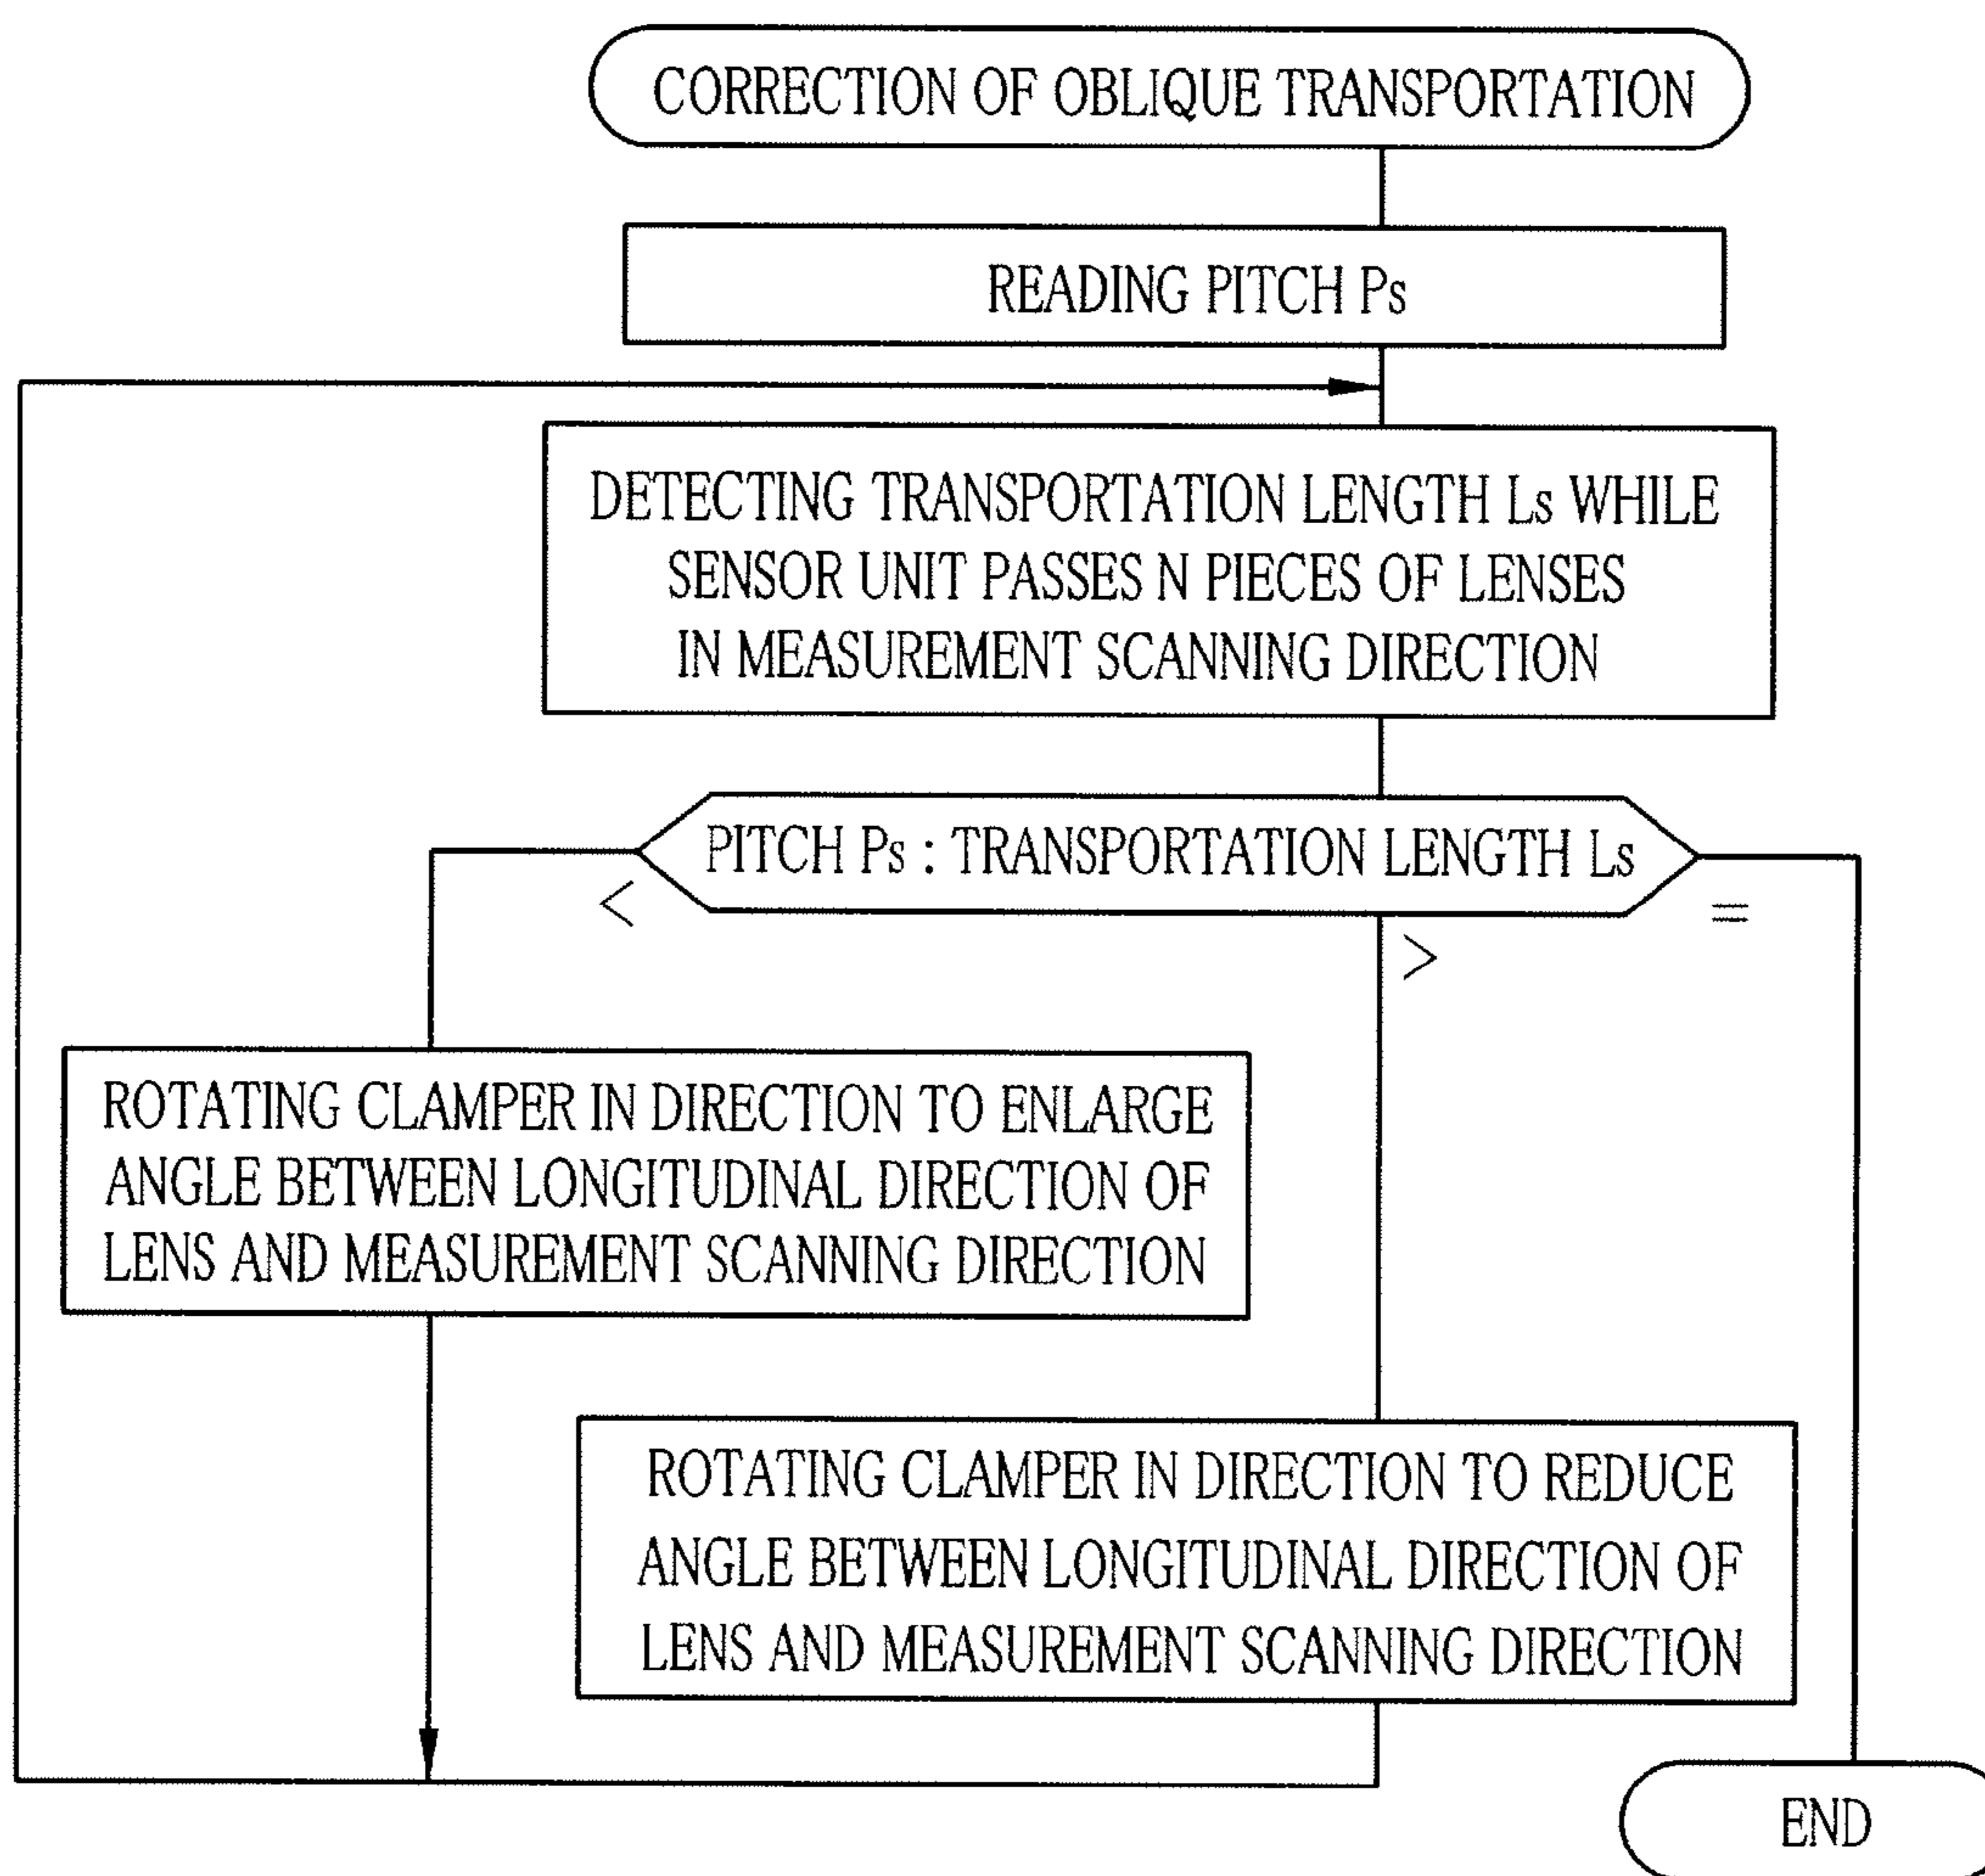 CORRECTION OF OBLIQUE TRANSPORTATION
READING PITCH Ps
DETECTING TRANSPORTATION LENGTH Ls WHILE
SENSOR UNIT PASSES N PIECES OF LENSES
IN MEASUREMENT SCANNING DIRECTION
PITCH Ps : TRANSPORTATION LENGTH Ls
<
=
>
ROTATING CLAMPER IN DIRECTION TO ENLARGE
ANGLE BETWEEN LONGITUDINAL DIRECTION OF
LENS AND MEASUREMENT SCANNING DIRECTION
ROTATING CLAMPER IN DIRECTION TO REDUCE
ANGLE BETWEEN LONGITUDINAL DIRECTION OF
LENS AND MEASUREMENT SCANNING DIRECTION
END